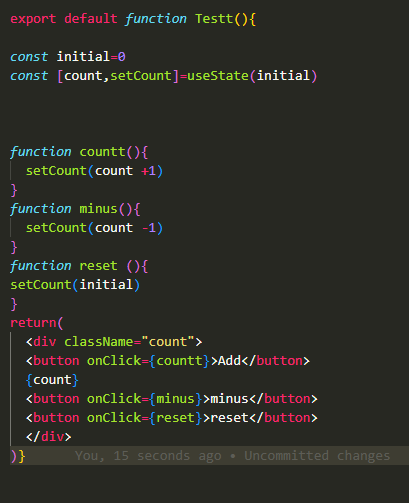 export default function Testt(){
const initial=0
const [count,setCount]=useState(initial)
function countt(){
setCount(count +1)
}
function minus(){
setCount(count -1)
}
function reset (){
setCount(initial)
}
return(
<div className="count">
<button onClick={countt}>Add</button>
{count}
<button onClick={minus}>minus</button>
<button onClick={reset}>reset</button>
</div>
)} You, 15 seconds ago • Uncommitted changes